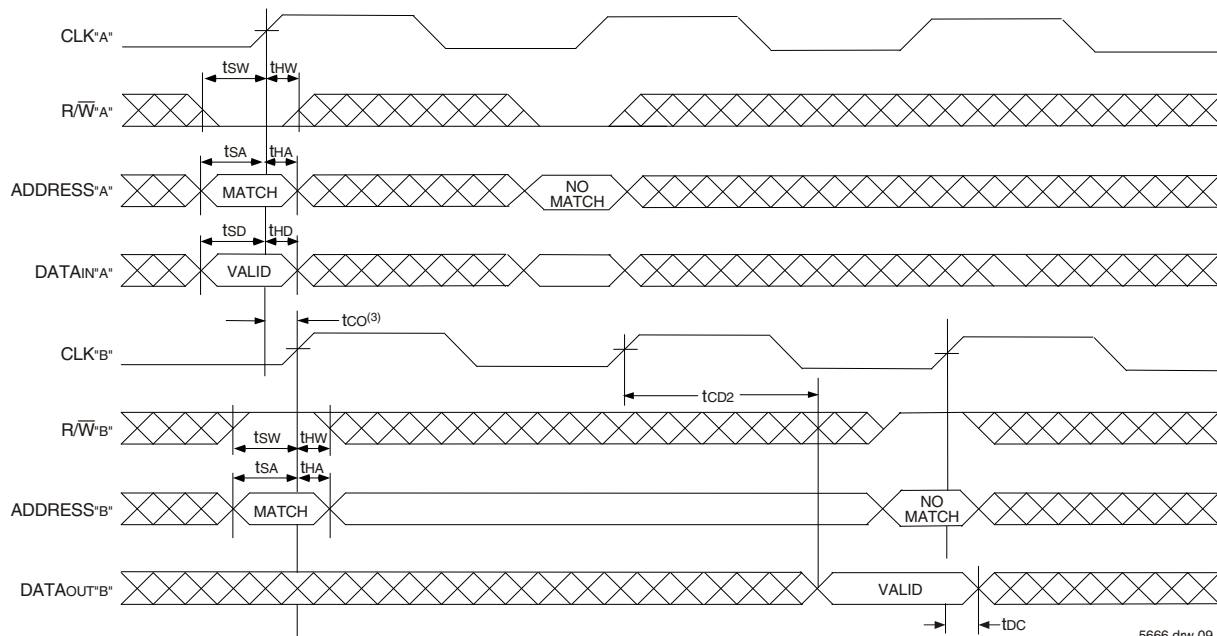 CLK"A"
tSW tHW
R/W̅"A"
tSA tHA
ADDRESS"A" MATCH NO MATCH
tSD tHD
DATAIN"A" VALID
tCO(3)
CLK"B"
tCD2
R/W̅"B"
tSW tHW
tSA tHA
ADDRESS"B" MATCH NO MATCH
DATAOUT"B" VALID
tDC
5666 drw 09